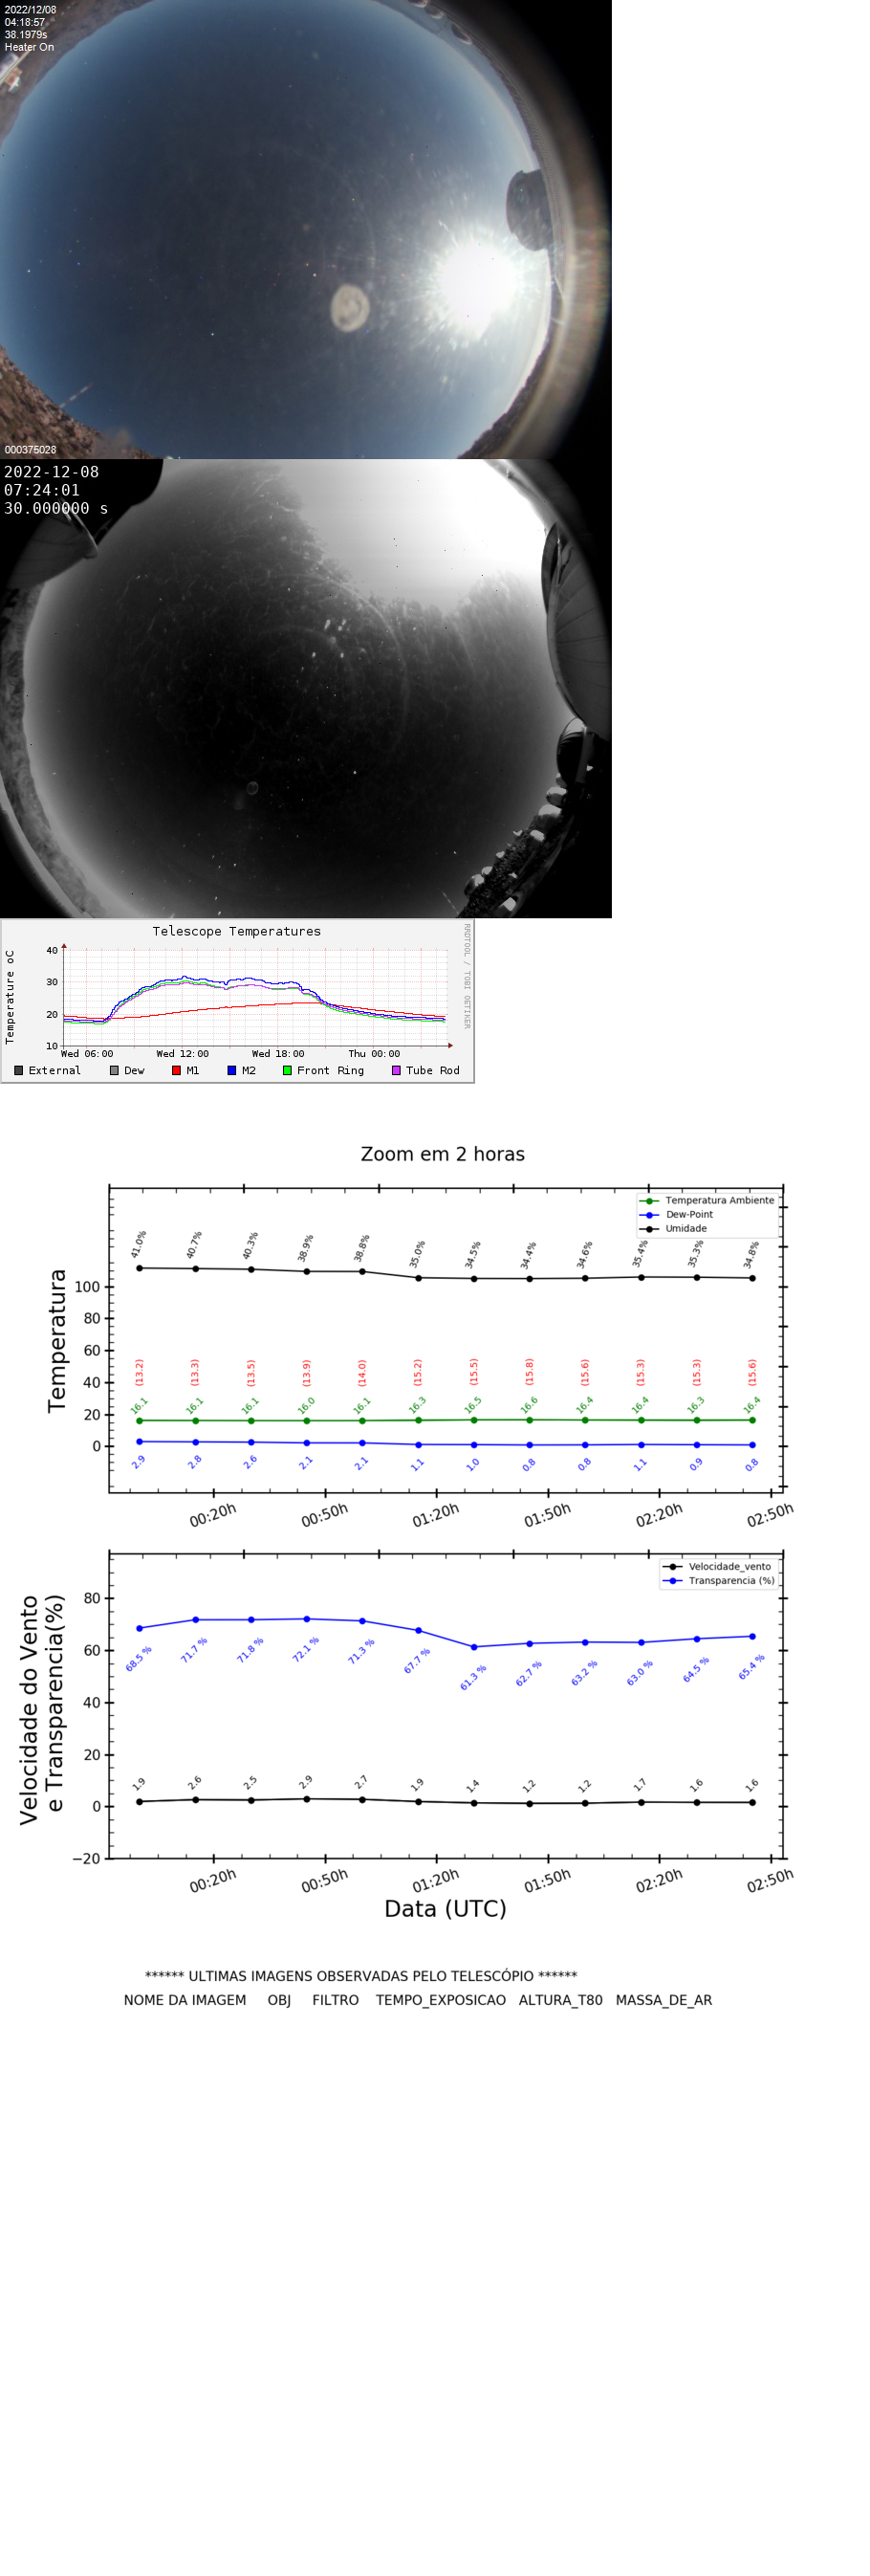 2022/12/08
04:18:57
38.1979s
Heater On
000375028
2022-12-08
07:24:01
30.000000 s
Telescope Temperatures
RRDTOOL / TOBI OETIKER
Temperature oC
40
30
20
10
Wed 06:00 Wed 12:00 Wed 18:00 Thu 00:00
External Dew M1 M2 Front Ring Tube Rod
Zoom em 2 horas
Temperatura Ambiente
Dew-Point
Umidade
Temperatura
100
80
60
40
20
0
41.0% 40.7% 40.3% 38.9% 38.8% 35.0% 34.5% 34.4% 34.6% 35.4% 35.3% 34.8%
(13.2) (13.3) (13.5) (13.9) (14.0) (15.2) (15.5) (15.8) (15.6) (15.3) (15.3) (15.6)
16.1 16.1 16.1 16.0 16.1 16.3 16.5 16.6 16.4 16.4 16.3 16.4
2.9 2.8 2.6 2.1 2.1 1.1 1.0 0.8 0.8 1.1 0.9 0.8
00:20h 00:50h 01:20h 01:50h 02:20h 02:50h
Velocidade_vento
Transparencia (%)
Velocidade do Vento
e Transparencia(%)
80
60
40
20
0
−20
68.5 % 71.7 % 71.8 % 72.1 % 71.3 % 67.7 % 61.3 % 62.7 % 63.2 % 63.0 % 64.5 % 65.4 %
1.9 2.6 2.5 2.9 2.7 1.9 1.4 1.2 1.2 1.7 1.6 1.6
00:20h 00:50h 01:20h 01:50h 02:20h 02:50h
Data (UTC)
****** ULTIMAS IMAGENS OBSERVADAS PELO TELESCÓPIO ******
NOME DA IMAGEM OBJ FILTRO TEMPO_EXPOSICAO ALTURA_T80 MASSA_DE_AR